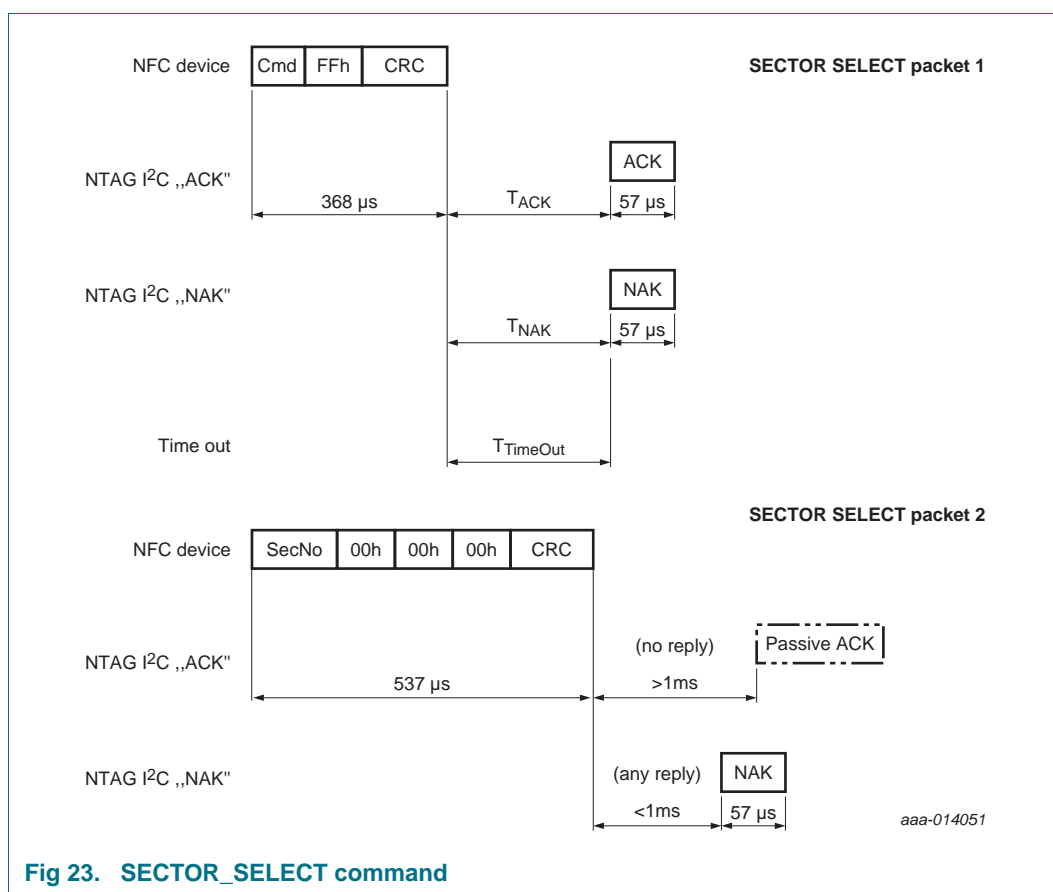 NFC device Cmd FFh CRC SECTOR SELECT packet 1
ACK
NTAG I2C ,,ACK"
368 µs TACK 57 µs
NAK
NTAG I2C ,,NAK"
TNAK 57 µs
Time out TTimeOut
SECTOR SELECT packet 2
NFC device SecNo 00h 00h 00h CRC
(no reply) Passive ACK
NTAG I2C ,,ACK"
537 µs >1ms
NTAG I2C ,,NAK" (any reply) NAK
<1ms 57 µs aaa-014051
Fig 23. SECTOR_SELECT command